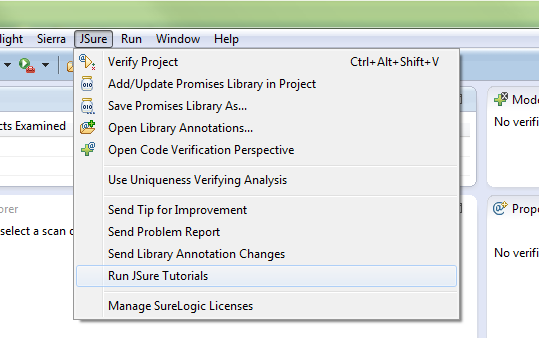 light Sierra JSure Run Window Help
Verify Project Ctrl+Alt+Shift+V
Add/Update Promises Library in Project
Save Promises Library As...
Open Library Annotations...
Open Code Verification Perspective
Use Uniqueness Verifying Analysis
Send Tip for Improvement
Send Problem Report
Send Library Annotation Changes
Run JSure Tutorials
Manage SureLogic Licenses
cts Examined
orer
select a scan o
Mode
No verifi
Prope
No verifi